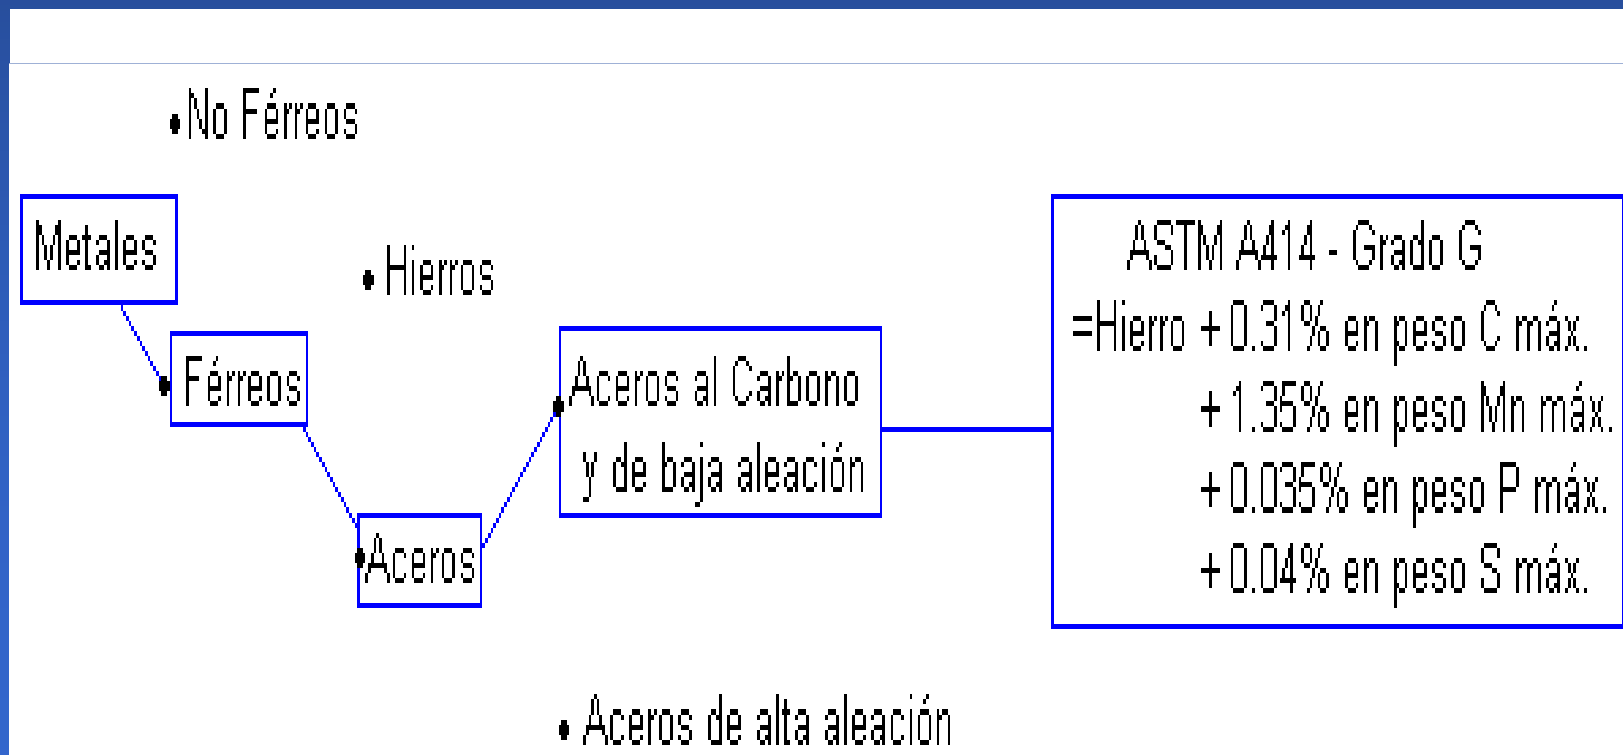 •No Férreos
Metales
• Hierros
• Férreos
•Aceros
• Aceros al Carbono
y de baja aleación
ASTM A414 - Grado G
=Hierro + 0.31% en peso C máx.
+ 1.35% en peso Mn máx.
+ 0.035% en peso P máx.
+ 0.04% en peso S máx.
• Aceros de alta aleación